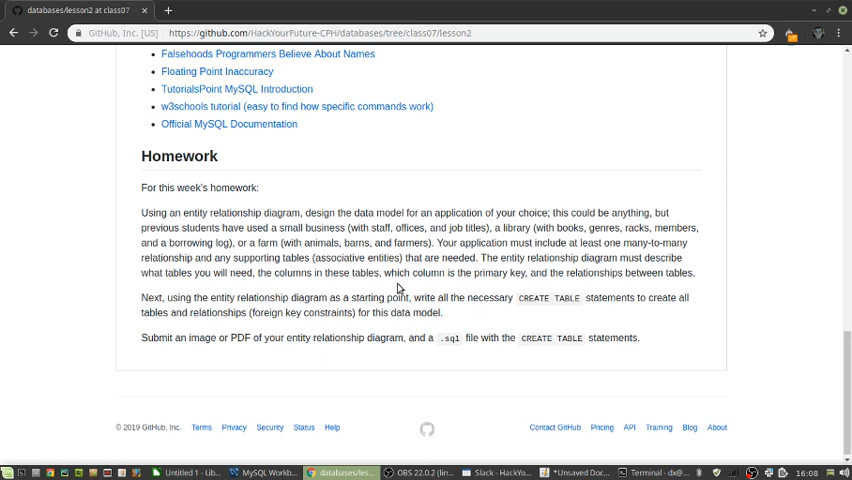 databases/lesson2 at class07
GitHub, Inc. [US]
https://github.com/HackYourFuture-CPH/databases/tree/class07/lesson2
Falsehoods Programmers Believe About Names
Floating Point Inaccuracy
TutorialsPoint MySQL Introduction
w3schools tutorial (easy to find how specific commands work)
Official MySQL Documentation
Homework
For this week's homework:
Using an entity relationship diagram, design the data model for an application of your choice; this could be anything, but
previous students have used a small business (with staff, offices, and job titles), a library (with books, genres, racks, members,
and a borrowing log), or a farm (with animals, barns, and farmers). Your application must include at least one many-to-many
relationship and any supporting tables (associative entities) that are needed. The entity relationship diagram must describe
what tables you will need, the columns in these tables, which column is the primary key, and the relationships between tables.
Next, using the entity relationship diagram as a starting point, write all the necessary CREATE TABLE statements to create all
tables and relationships (foreign key constraints) for this data model.
Submit an image or PDF of your entity relationship diagram, and a .sql file with the CREATE TABLE statements.
© 2019 GitHub, Inc. Terms Privacy Security Status Help Contact GitHub Pricing API Training Blog About
Untitled 1 - Lib... MySQL Workb... databases/les... OBS 22.0.2 (lin... Slack - HackYo... *Unsaved Doc... Terminal - dx@... 16:08